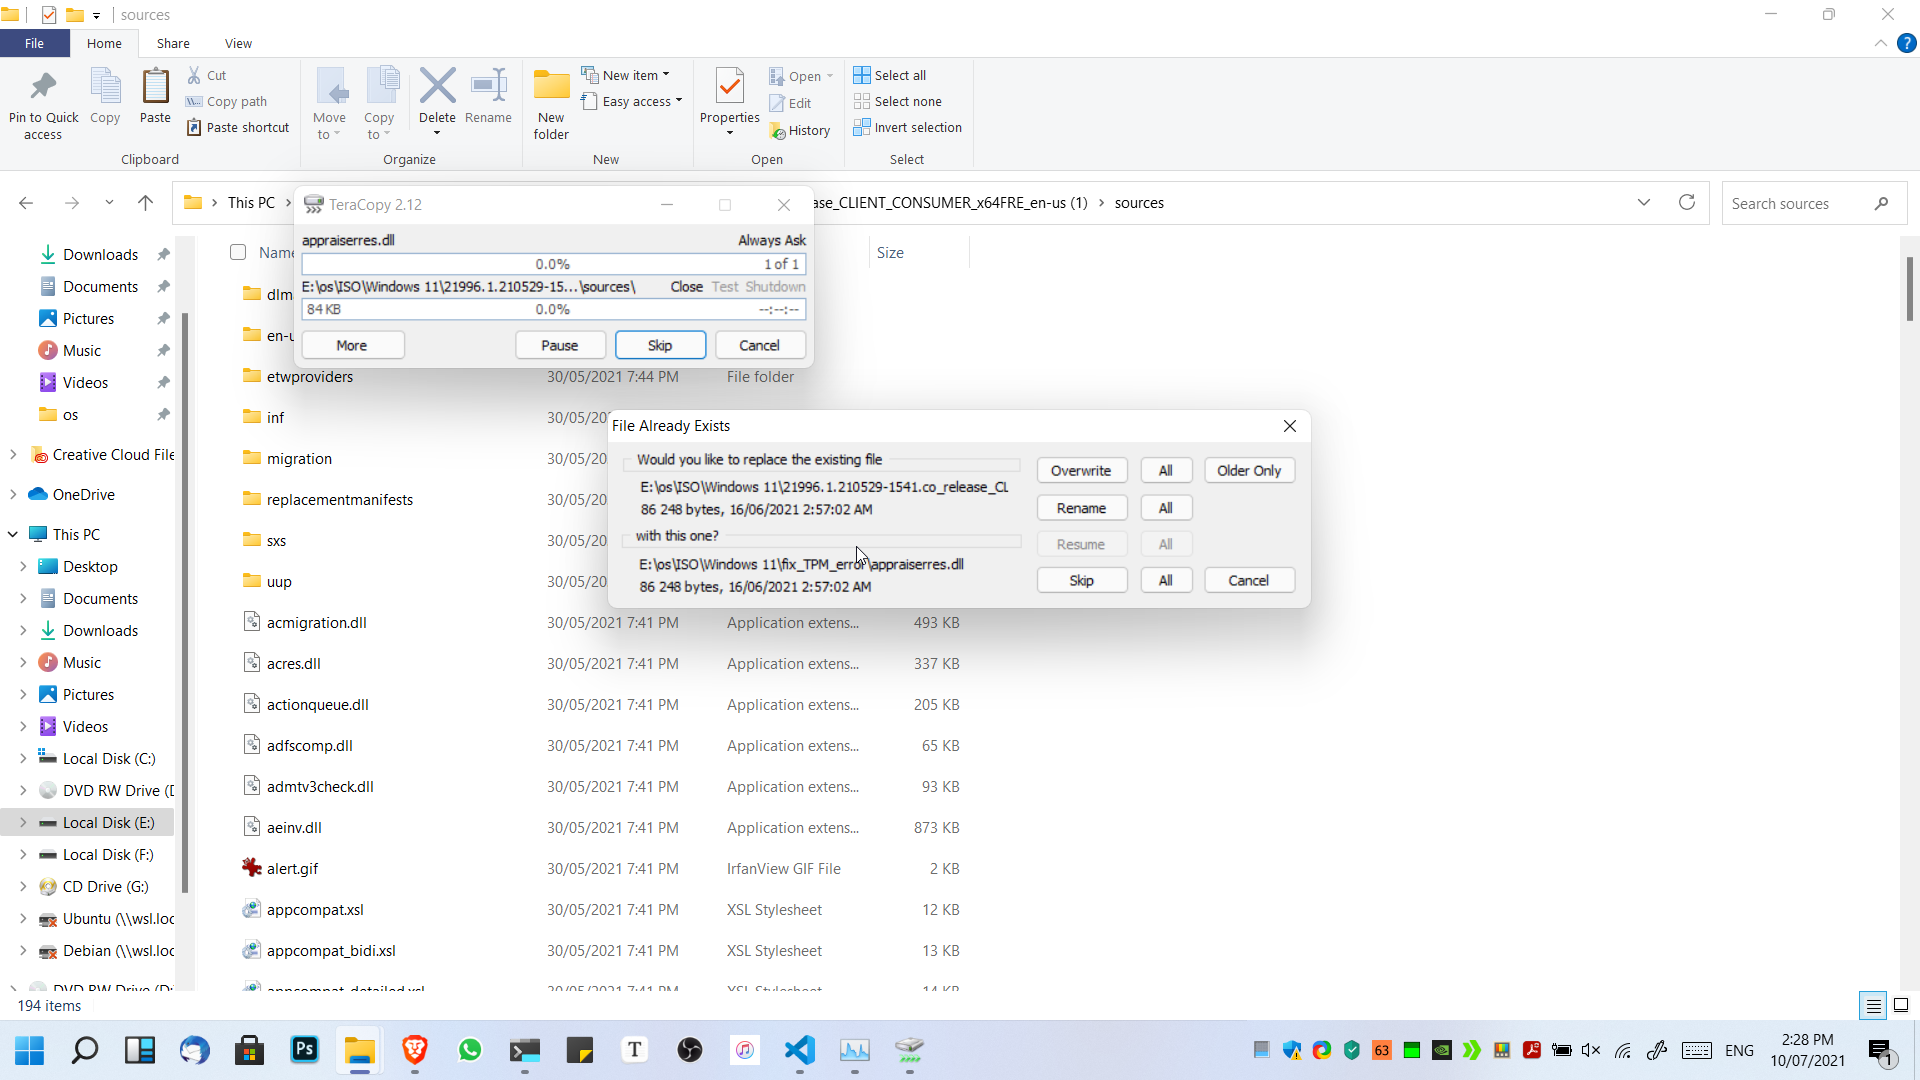 sources
File Home Share View
Pin to Quick access
Copy
Paste
Cut
Copy path
Paste shortcut
Clipboard
Move to
Copy to
Delete
Rename
Organize
New folder
New item
Easy access
New
Properties
Open
Edit
History
Open
Select all
Select none
Invert selection
Select
This PC
ase_CLIENT_CONSUMER_x64FRE_en-us (1) > sources
Search sources
TeraCopy 2.12
appraiserres.dll Always Ask
0.0% 1 of 1
E:\os\ISO\Windows 11\21996.1.210529-15...\sources\ Close Test Shutdown
84 KB 0.0% --:--:--
More Pause Skip Cancel
File Already Exists
Would you like to replace the existing file
E:\os\ISO\Windows 11\21996.1.210529-1541.co_release_CL
86 248 bytes, 16/06/2021 2:57:02 AM
with this one?
E:\os\ISO\Windows 11\fix_TPM_error\appraiserres.dll
86 248 bytes, 16/06/2021 2:57:02 AM
Overwrite All Older Only
Rename All
Resume All
Skip All Cancel
Downloads
Documents
Pictures
Music
Videos
os
Creative Cloud File
OneDrive
This PC
Desktop
Documents
Downloads
Music
Pictures
Videos
Local Disk (C:)
DVD RW Drive (D
Local Disk (E:)
Local Disk (F:)
CD Drive (G:)
Ubuntu (\\wsl.loc
Debian (\\wsl.loc
DVD RW Drive (D:
Name Size
dlm
en-u
etwproviders 30/05/2021 7:44 PM File folder
inf 30/05/20
migration 30/05/20
replacementmanifests 30/05/20
sxs 30/05/20
uup 30/05/20
acmigration.dll 30/05/2021 7:41 PM Application extens... 493 KB
acres.dll 30/05/2021 7:41 PM Application extens... 337 KB
actionqueue.dll 30/05/2021 7:41 PM Application extens... 205 KB
adfscomp.dll 30/05/2021 7:41 PM Application extens... 65 KB
admtv3check.dll 30/05/2021 7:41 PM Application extens... 93 KB
aeinv.dll 30/05/2021 7:41 PM Application extens... 873 KB
alert.gif 30/05/2021 7:41 PM IrfanView GIF File 2 KB
appcompat.xsl 30/05/2021 7:41 PM XSL Stylesheet 12 KB
appcompat_bidi.xsl 30/05/2021 7:41 PM XSL Stylesheet 13 KB
appcompat_detailed.xsl 30/05/2021 7:41 PM XSL Stylesheet 14 KB
194 items
Ps
T
63
ENG
2:28 PM
10/07/2021
1